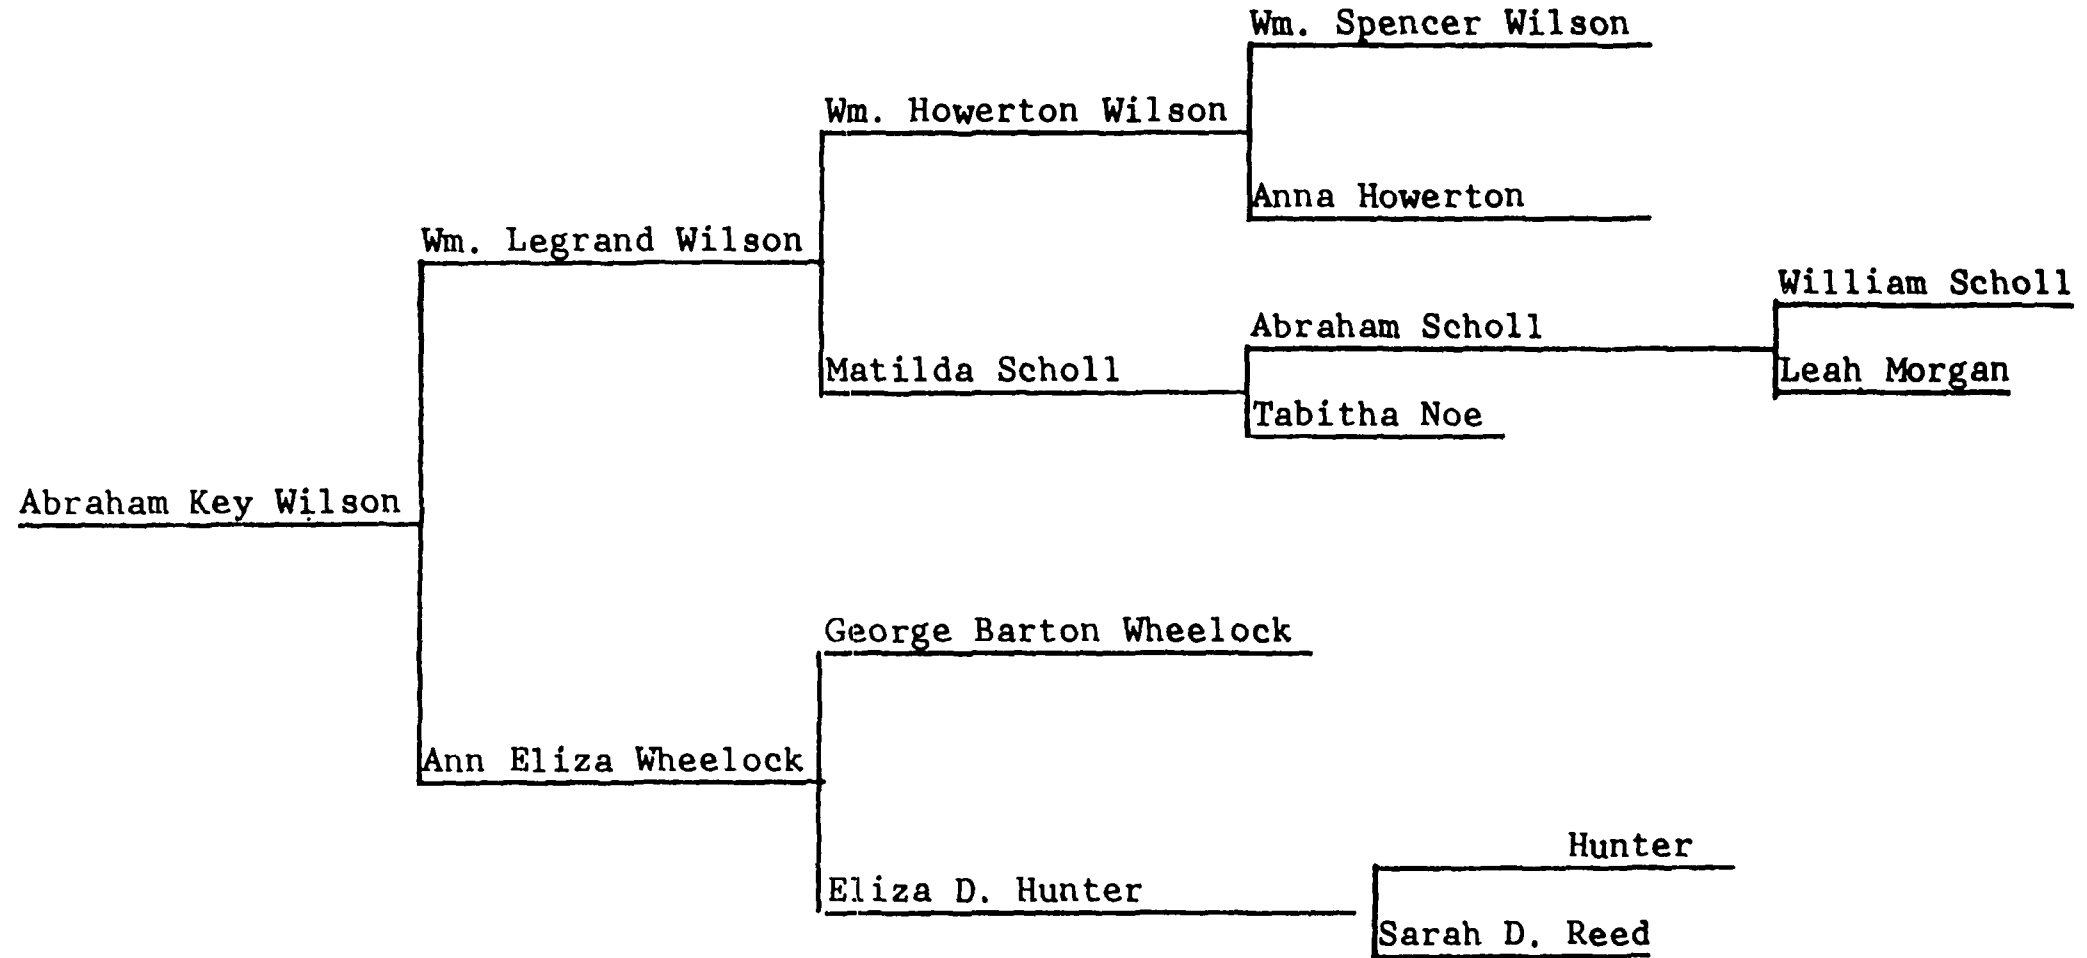 Wm. Spencer Wilson
Wm. Howerton Wilson
Anna Howerton
Wm. Legrand Wilson
William Scholl
Abraham Scholl
Matilda Scholl
Leah Morgan
Tabitha Noe
Abraham Key Wilson
George Barton Wheelock
Ann Eliza Wheelock
Hunter
Eliza D. Hunter
Sarah D. Reed